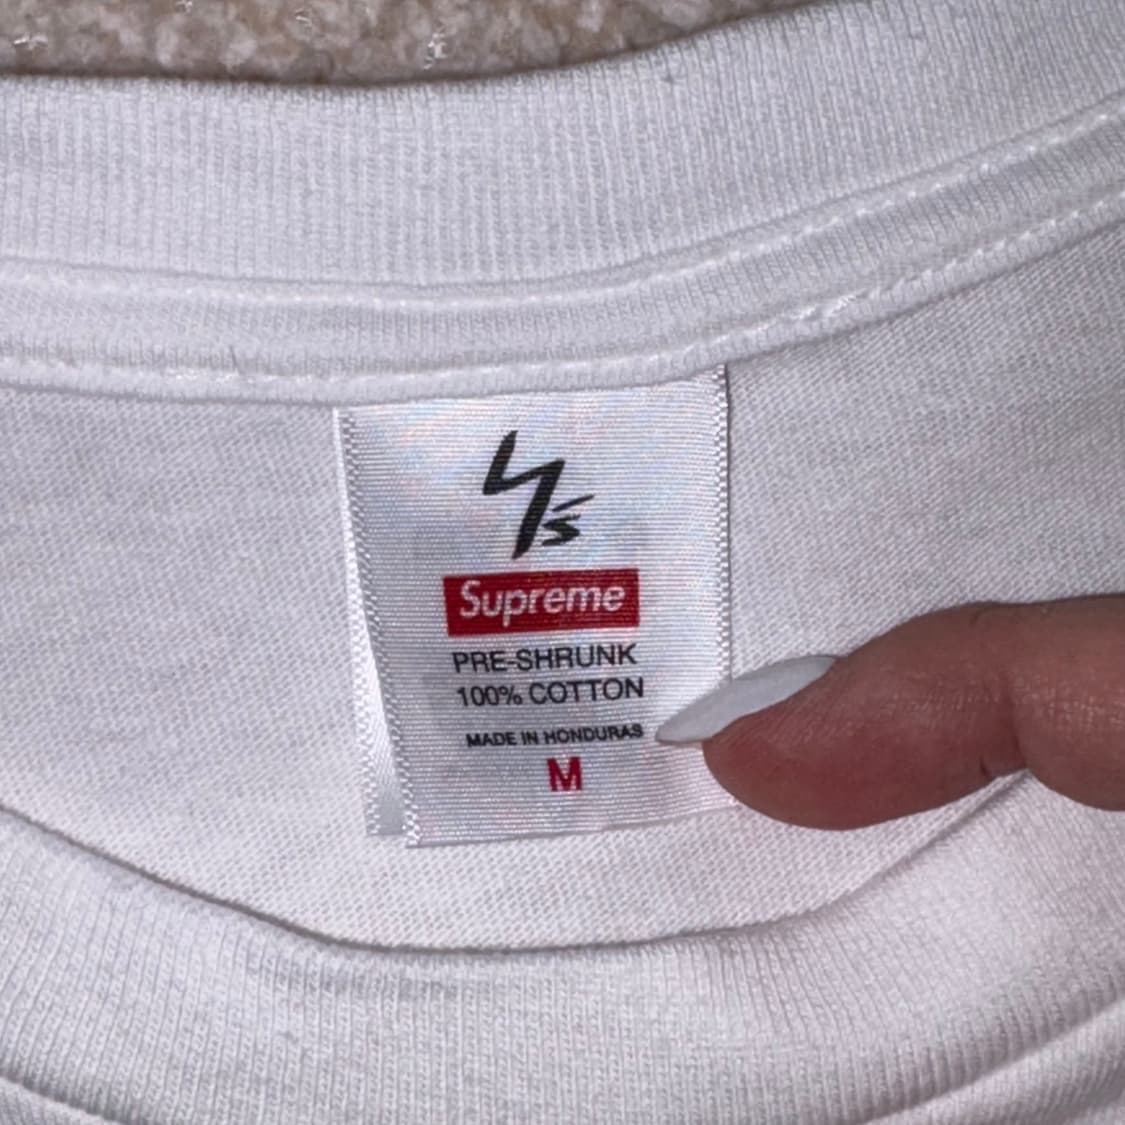 Y's
Supreme
PRE-SHRUNK
100% COTTON
MADE IN HONDURAS
M